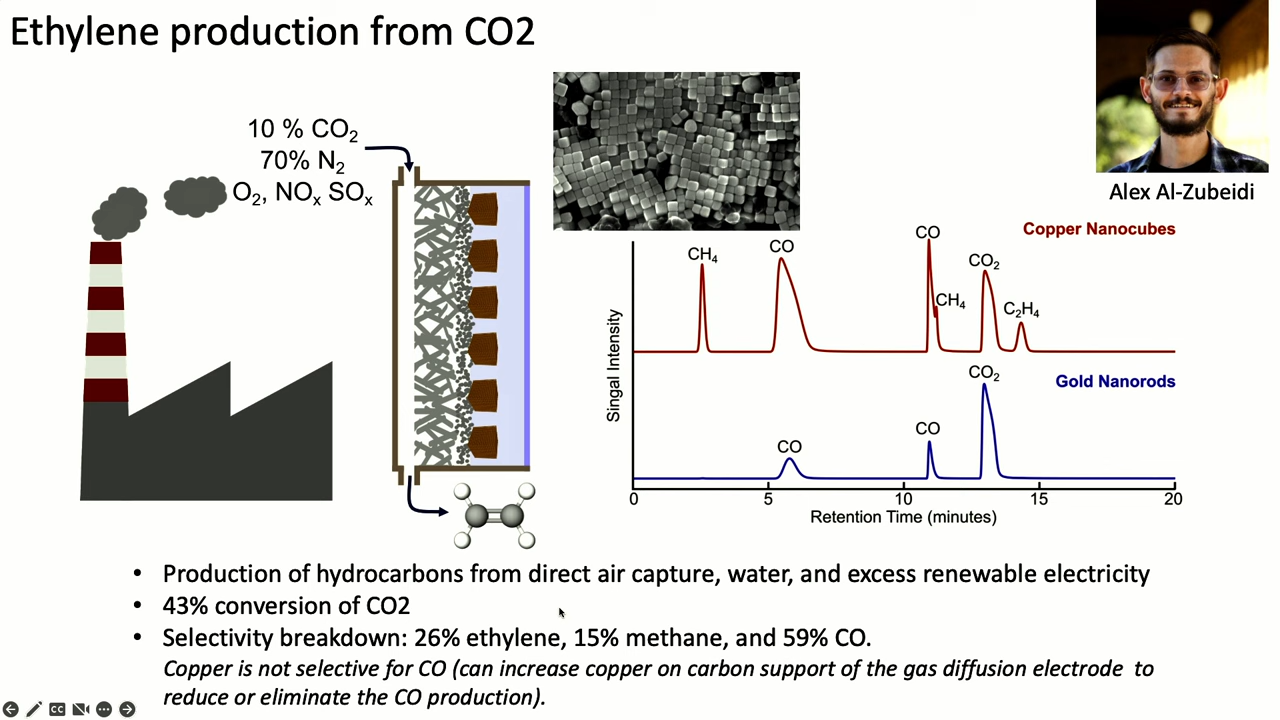 Ethylene production from CO2
10 % CO₂
70% N₂
O₂, NOₓ SOₓ
Alex Al-Zubeidi
Copper Nanocubes
CH₄
CO
CO
CH₄
CO₂
C₂H₄
Gold Nanorods
CO
CO
CO₂
Singal Intensity
0 5 10 15 20
Retention Time (minutes)
• Production of hydrocarbons from direct air capture, water, and excess renewable electricity
• 43% conversion of CO2
• Selectivity breakdown: 26% ethylene, 15% methane, and 59% CO.
Copper is not selective for CO (can increase copper on carbon support of the gas diffusion electrode to
reduce or eliminate the CO production).
CC